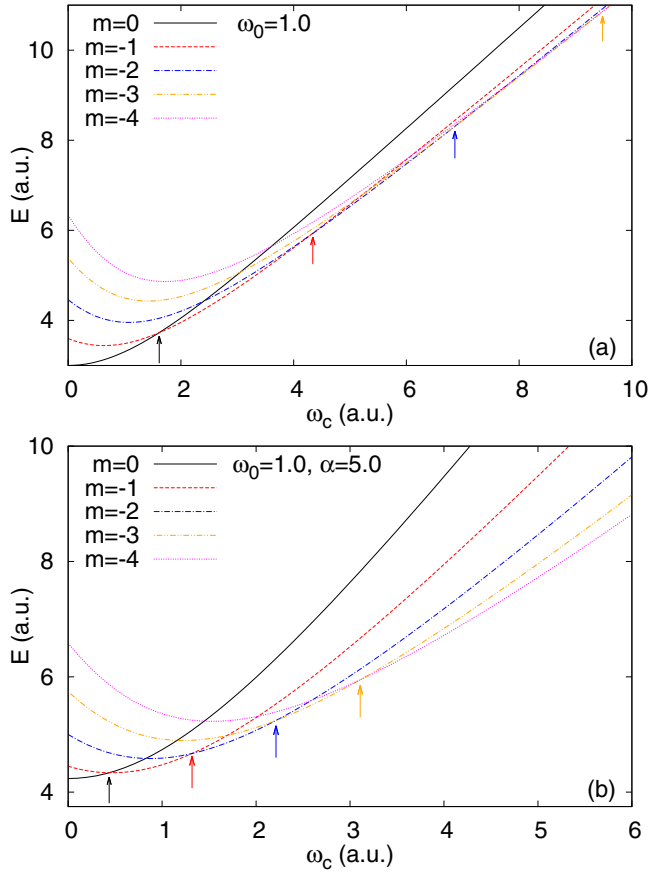 m=0 ω₀=1.0
m=-1
m=-2
m=-3
m=-4
E (a.u.)
10
8
6
4
0 2 4 6 8 10
(a)
ω_c (a.u.)
m=0 ω₀=1.0, α=5.0
m=-1
m=-2
m=-3
m=-4
E (a.u.)
10
8
6
4
0 1 2 3 4 5 6
(b)
ω_c (a.u.)